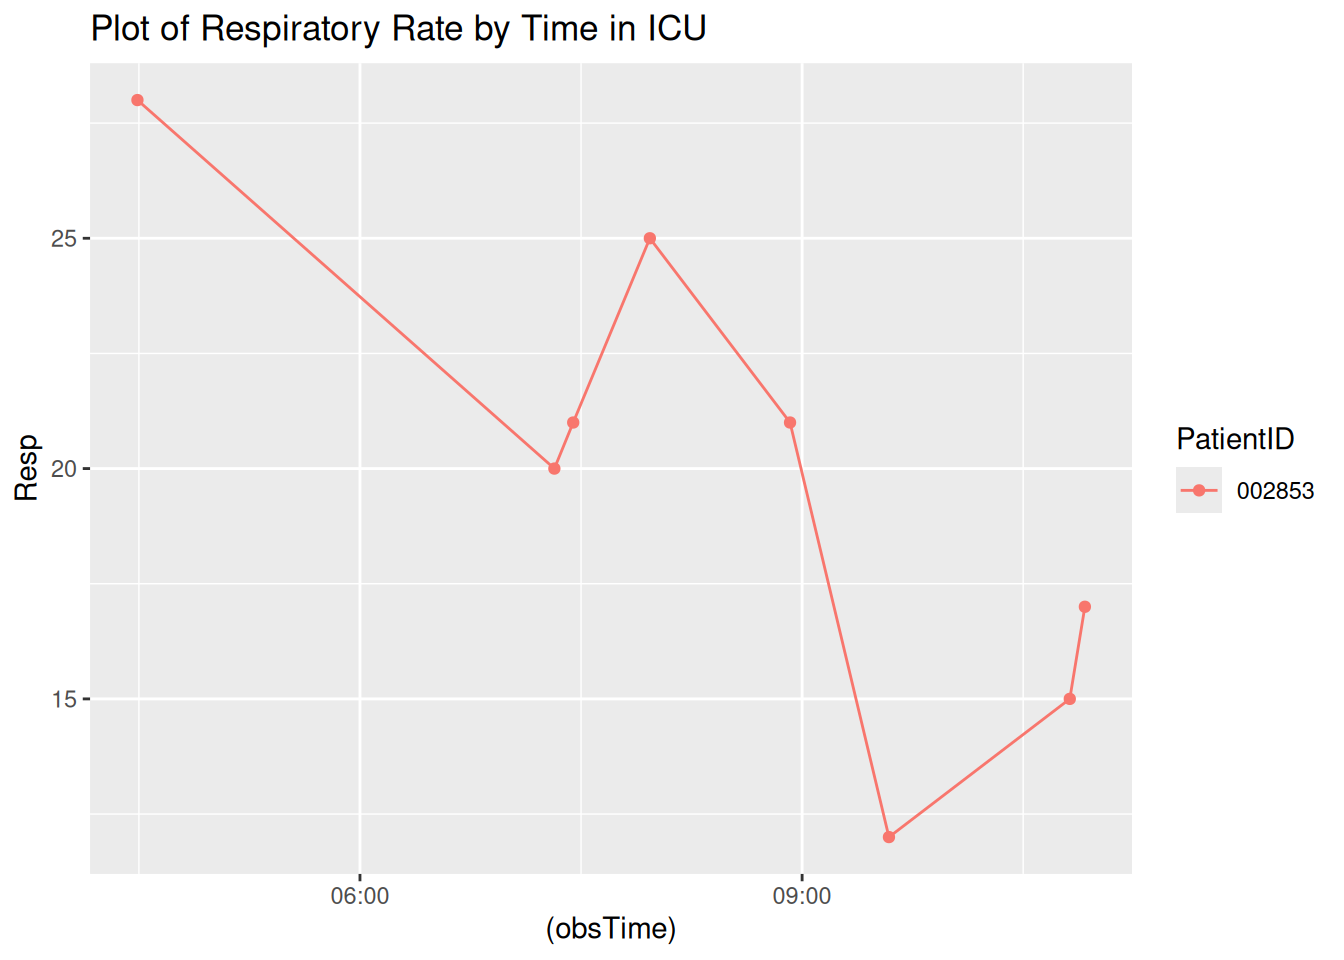 Plot of Respiratory Rate by Time in ICU
25
20
15
Resp
06:00
09:00
(obsTime)
PatientID
002853